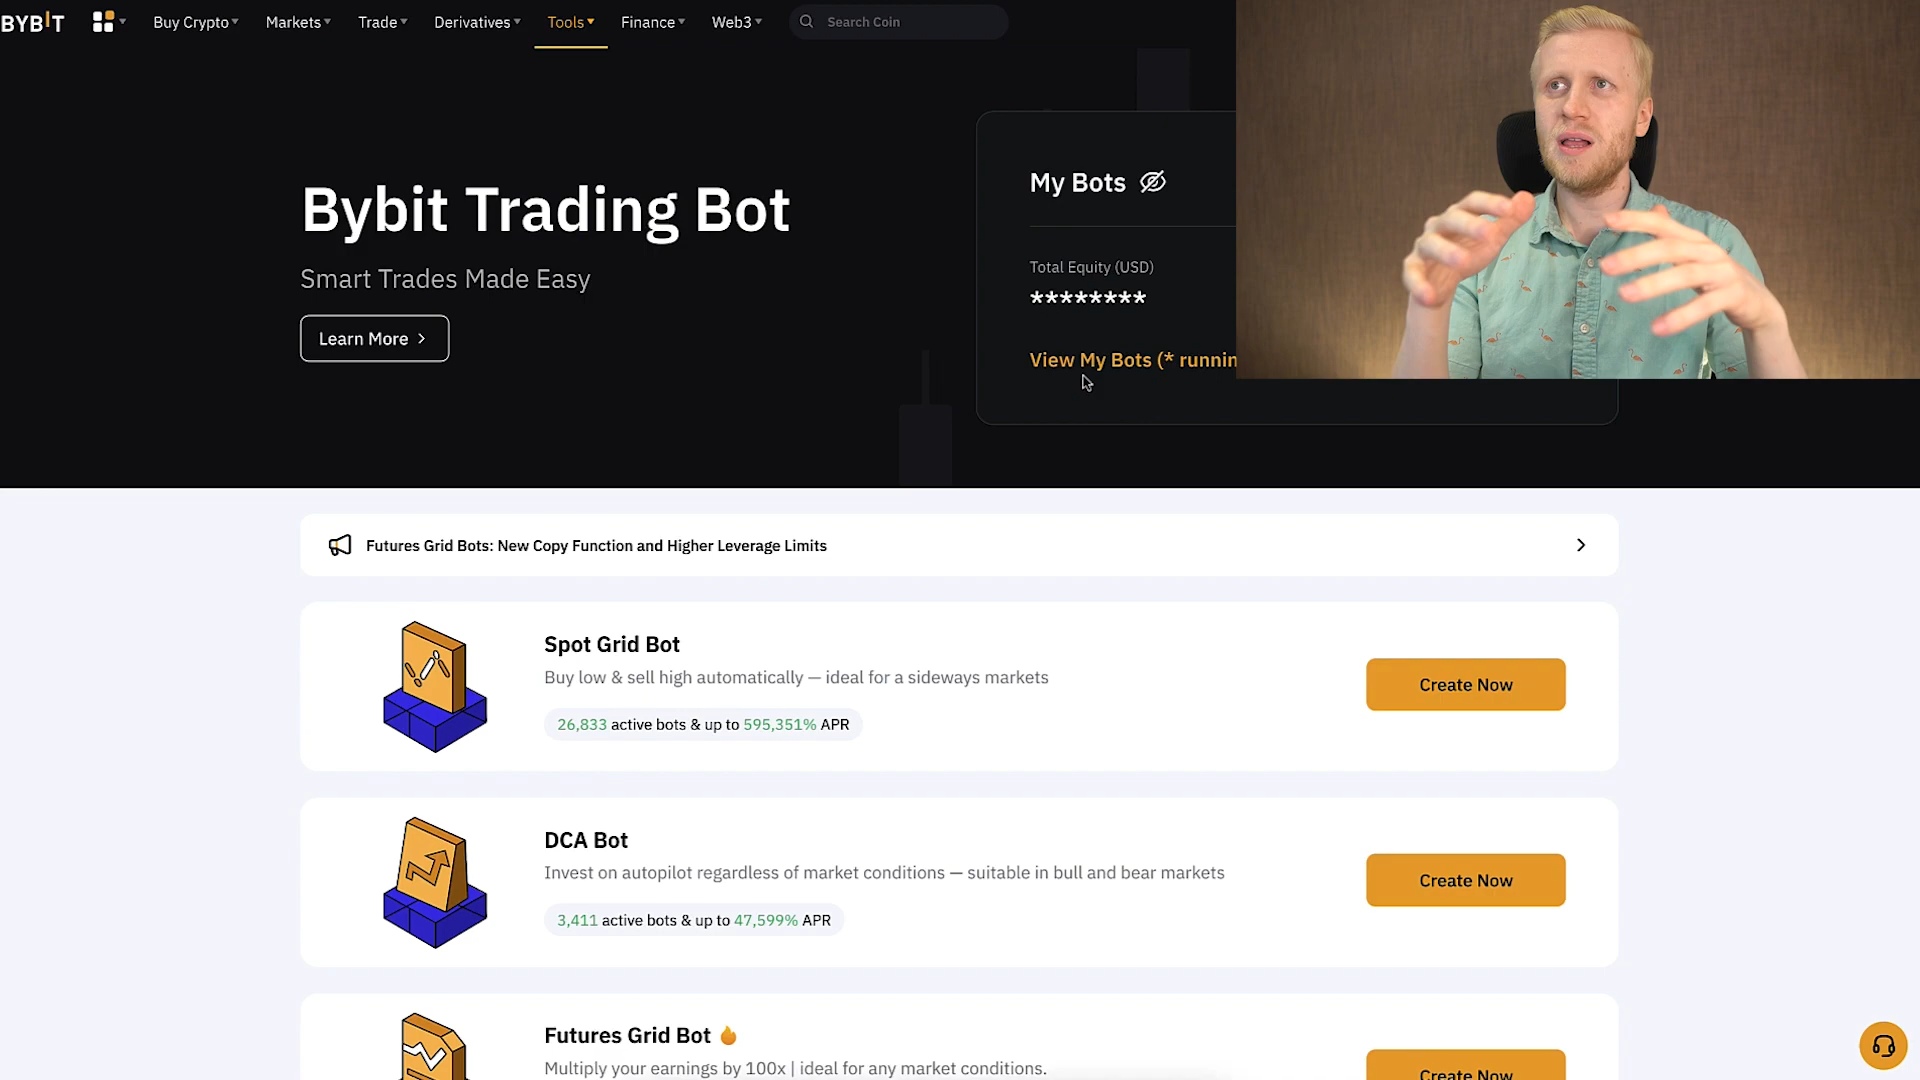 BYBIT
Buy Crypto
Markets
Trade
Derivatives
Tools
Finance
Web3
Search Coin
Bybit Trading Bot
Smart Trades Made Easy
Learn More
My Bots
Total Equity (USD)
********
View My Bots (* runnin
Futures Grid Bots: New Copy Function and Higher Leverage Limits
Spot Grid Bot
Buy low & sell high automatically — ideal for a sideways markets
26,833 active bots & up to 595,351% APR
Create Now
DCA Bot
Invest on autopilot regardless of market conditions — suitable in bull and bear markets
3,411 active bots & up to 47,599% APR
Create Now
Futures Grid Bot
Multiply your earnings by 100x | ideal for any market conditions.
Create Now